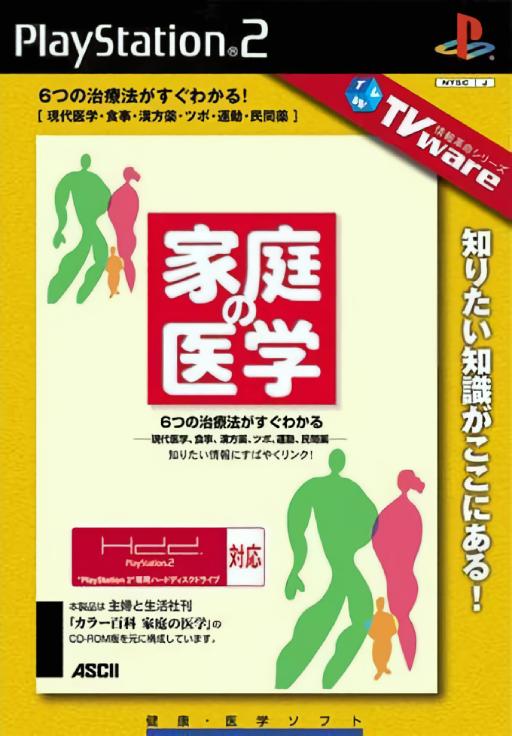 PlayStation®2
NTSC J
6つの治療法がすぐわかる!
[ 現代医学・食事・漢方薬・ツボ・運動・民間薬 ]
TVware
情報革命シリーズ
知りたい知識がここにある!
家庭
の
医学
6つの治療法がすぐわかる
現代医学、食事、漢方薬、ツボ、運動、民間薬
知りたい情報にすばやくリンク!
Hdd.
PlayStation.2
対応
"PlayStation 2"専用ハードディスクドライブ
本製品は 主婦と生活社刊
「カラー百科 家庭の医学」の
CD-ROM版を元に構成しています。
ASCII
健康・医学ソフト